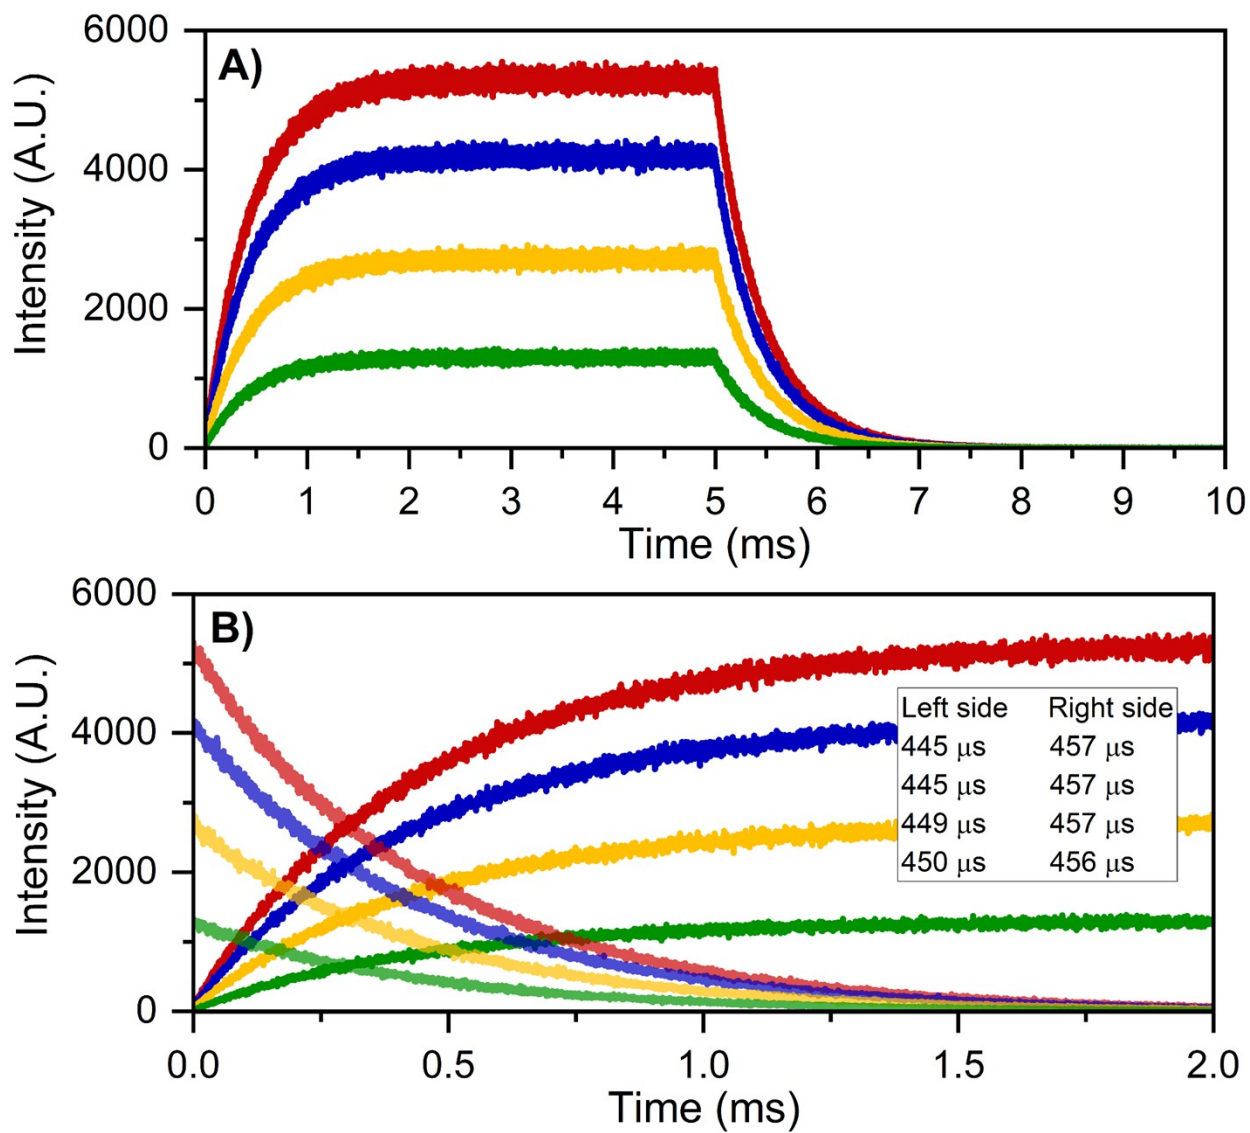 A)
Intensity (A.U.)
6000
4000
2000
0
0 1 2 3 4 5 6 7 8 9 10
Time (ms)
B)
Intensity (A.U.)
6000
4000
2000
0
Left side Right side
445 μs 457 μs
445 μs 457 μs
449 μs 457 μs
450 μs 456 μs
0.0 0.5 1.0 1.5 2.0
Time (ms)